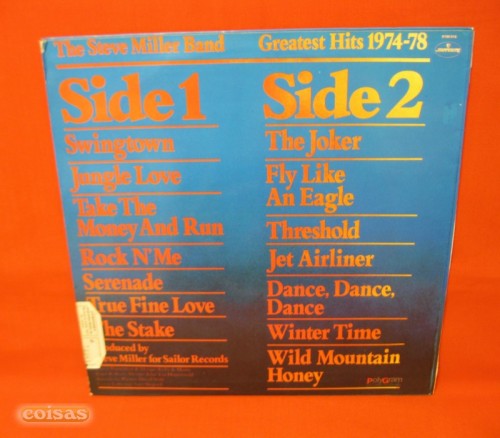 The Steve Miller Band
Greatest Hits 1974-78
Side 1
Swingtown
Jungle Love
Take The
Money And Run
Rock N' Me
Serenade
True Fine Love
The Stake
Produced by
Steve Miller for Sailor Records
Side 2
The Joker
Fly Like
An Eagle
Threshold
Jet Airliner
Dance, Dance,
Dance
Winter Time
Wild Mountain
Honey
polyGram
coisas